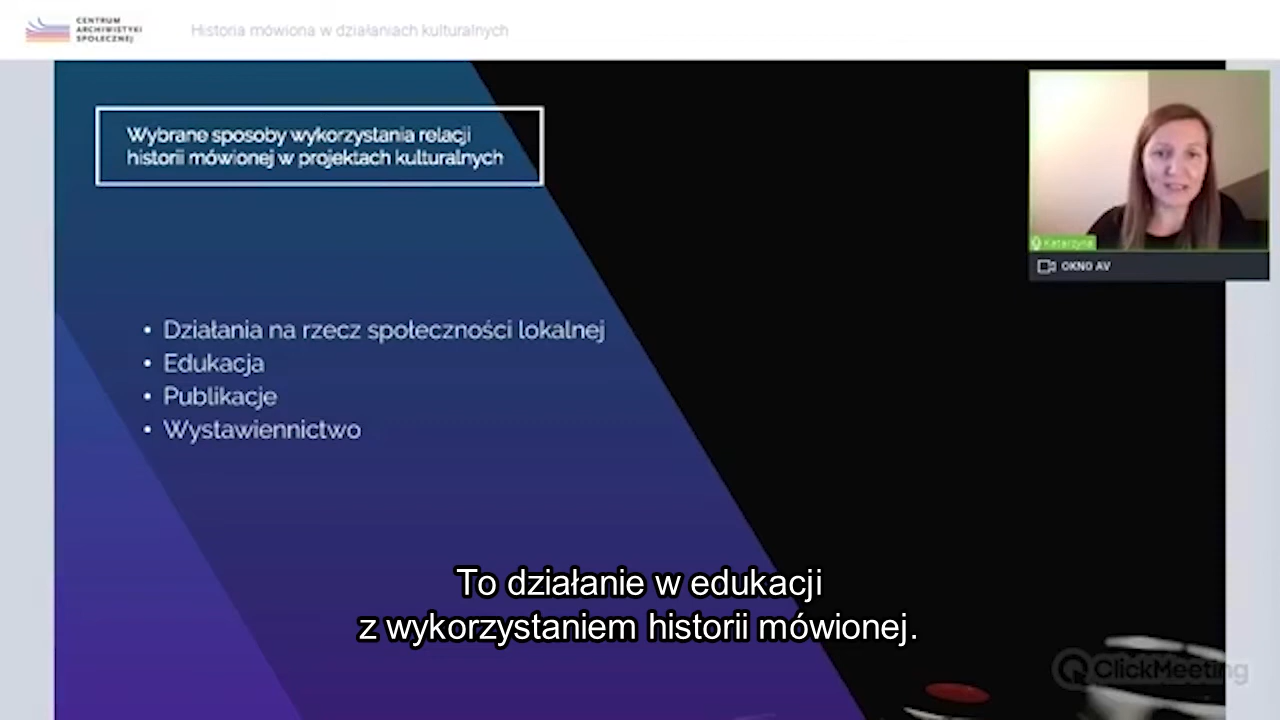 CENTRUM
ARCHIWISTYKI
SPOŁECZNEJ
Historia mówiona w działaniach kulturalnych
Wybrane sposoby wykorzystania relacji
historii mówionej w projektach kulturalnych
Katarzyna
OKNO AV
• Działania na rzecz społeczności lokalnej
• Edukacja
• Publikacje
• Wystawiennictwo
To działanie w edukacji
z wykorzystaniem historii mówionej.
ClickMeeting